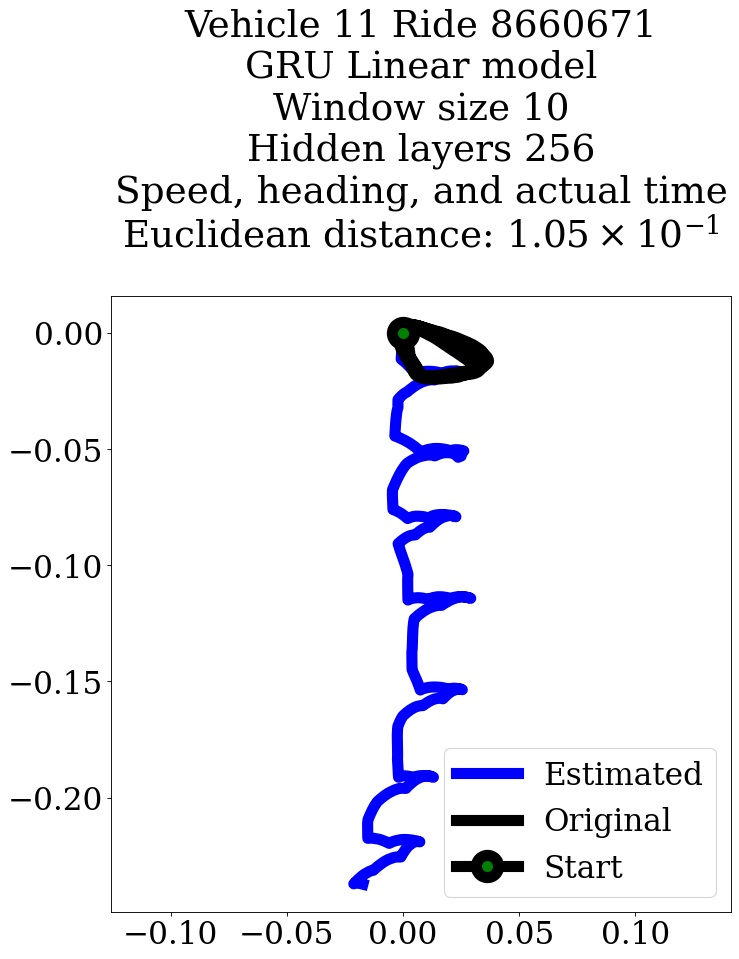 Vehicle 11 Ride 8660671
GRU Linear model
Window size 10
Hidden layers 256
Speed, heading, and actual time
Euclidean distance: 1.05 × 10⁻¹
0.00
−0.05
−0.10
−0.15
−0.20
Estimated
Original
Start
−0.10 −0.05 0.00 0.05 0.10